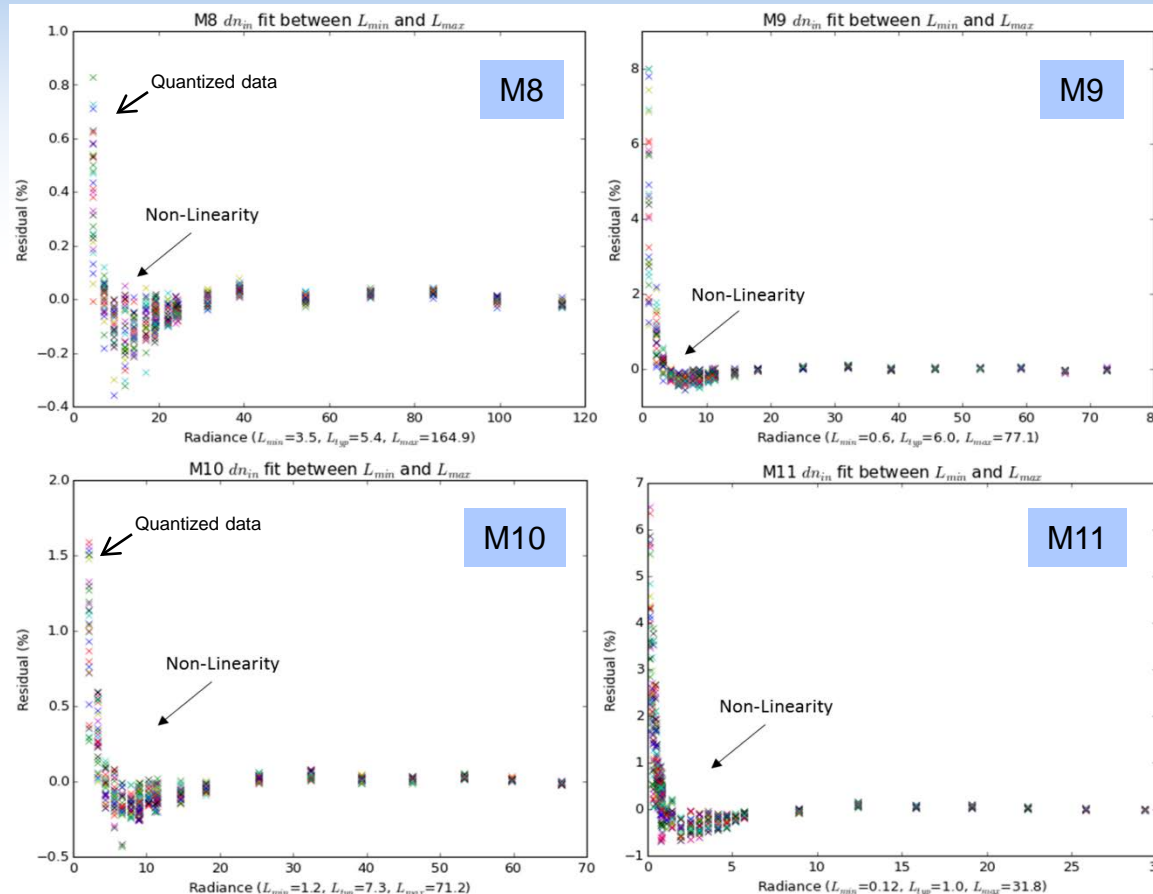 M8 dn_in fit between L_min and L_max
M8
Quantized data
Non-Linearity
Residual (%)
1.0
0.8
0.6
0.4
0.2
0.0
−0.2
−0.4
0 20 40 60 80 100 120
Radiance (L_min=3.5, L_typ=5.4, L_max=164.9)
M9 dn_in fit between L_min and L_max
M9
Non-Linearity
Residual (%)
8
6
4
2
0
0 10 20 30 40 50 60 70 80
Radiance (L_min=0.6, L_typ=6.0, L_max=77.1)
M10 dn_in fit between L_min and L_max
M10
Quantized data
Non-Linearity
Residual (%)
2.0
1.5
1.0
0.5
0.0
−0.5
0 10 20 30 40 50 60 70
Radiance (L_min=1.2, L_typ=7.3, L_max=71.2)
M11 dn_in fit between L_min and L_max
M11
Non-Linearity
Residual (%)
7
6
5
4
3
2
1
0
−1
0 5 10 15 20 25
Radiance (L_min=0.12, L_typ=1.0, L_max=31.8)